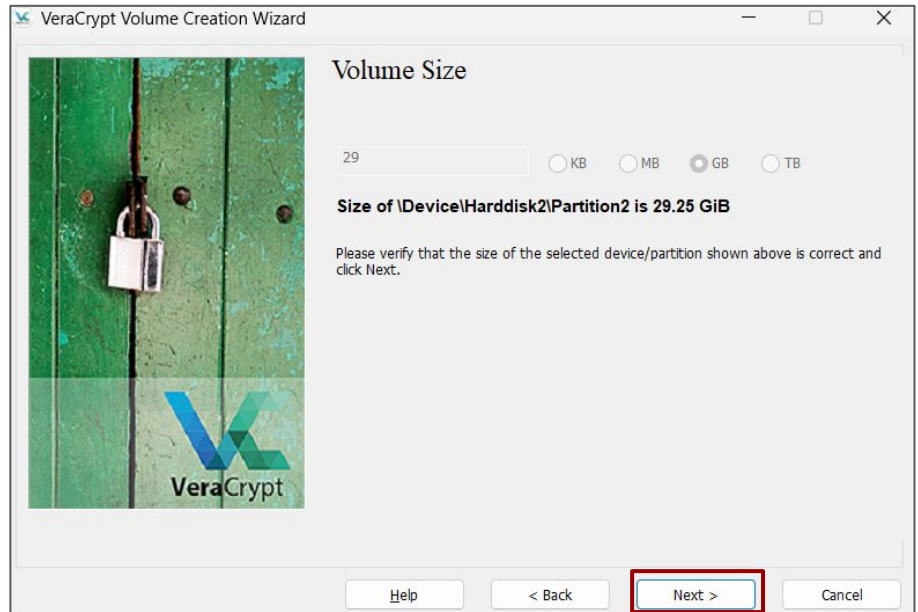 VeraCrypt Volume Creation Wizard
Volume Size
29 KB MB GB TB
Size of \Device\Harddisk2\Partition2 is 29.25 GiB
Please verify that the size of the selected device/partition shown above is correct and
click Next.
VeraCrypt
Help < Back Next > Cancel